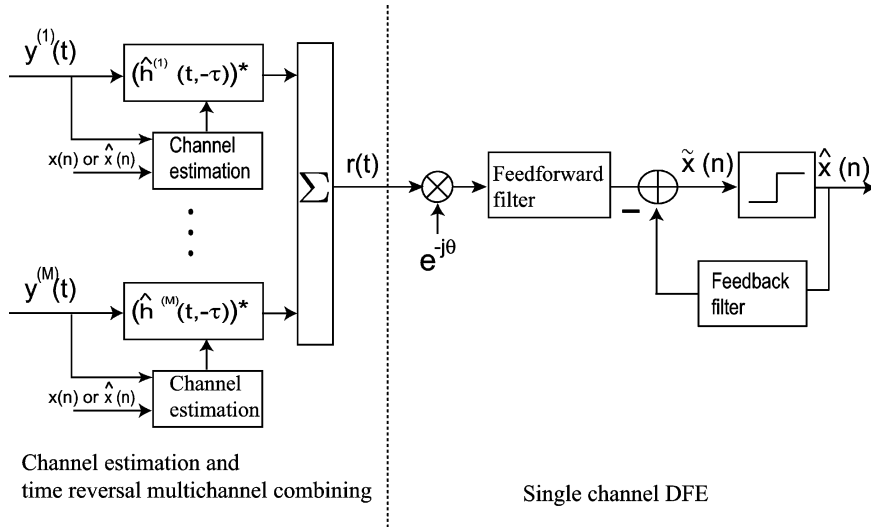 y^(1)(t)
(ĥ^(1) (t,-τ))*
x(n) or x̂(n)
Channel
estimation
y^(M)(t)
(ĥ^(M)(t,-τ))*
x(n) or x̂(n)
Channel
estimation
Σ
r(t)
e^-jθ
Feedforward
filter
x̃(n)
x̂(n)
Feedback
filter
Channel estimation and
time reversal multichannel combining
Single channel DFE